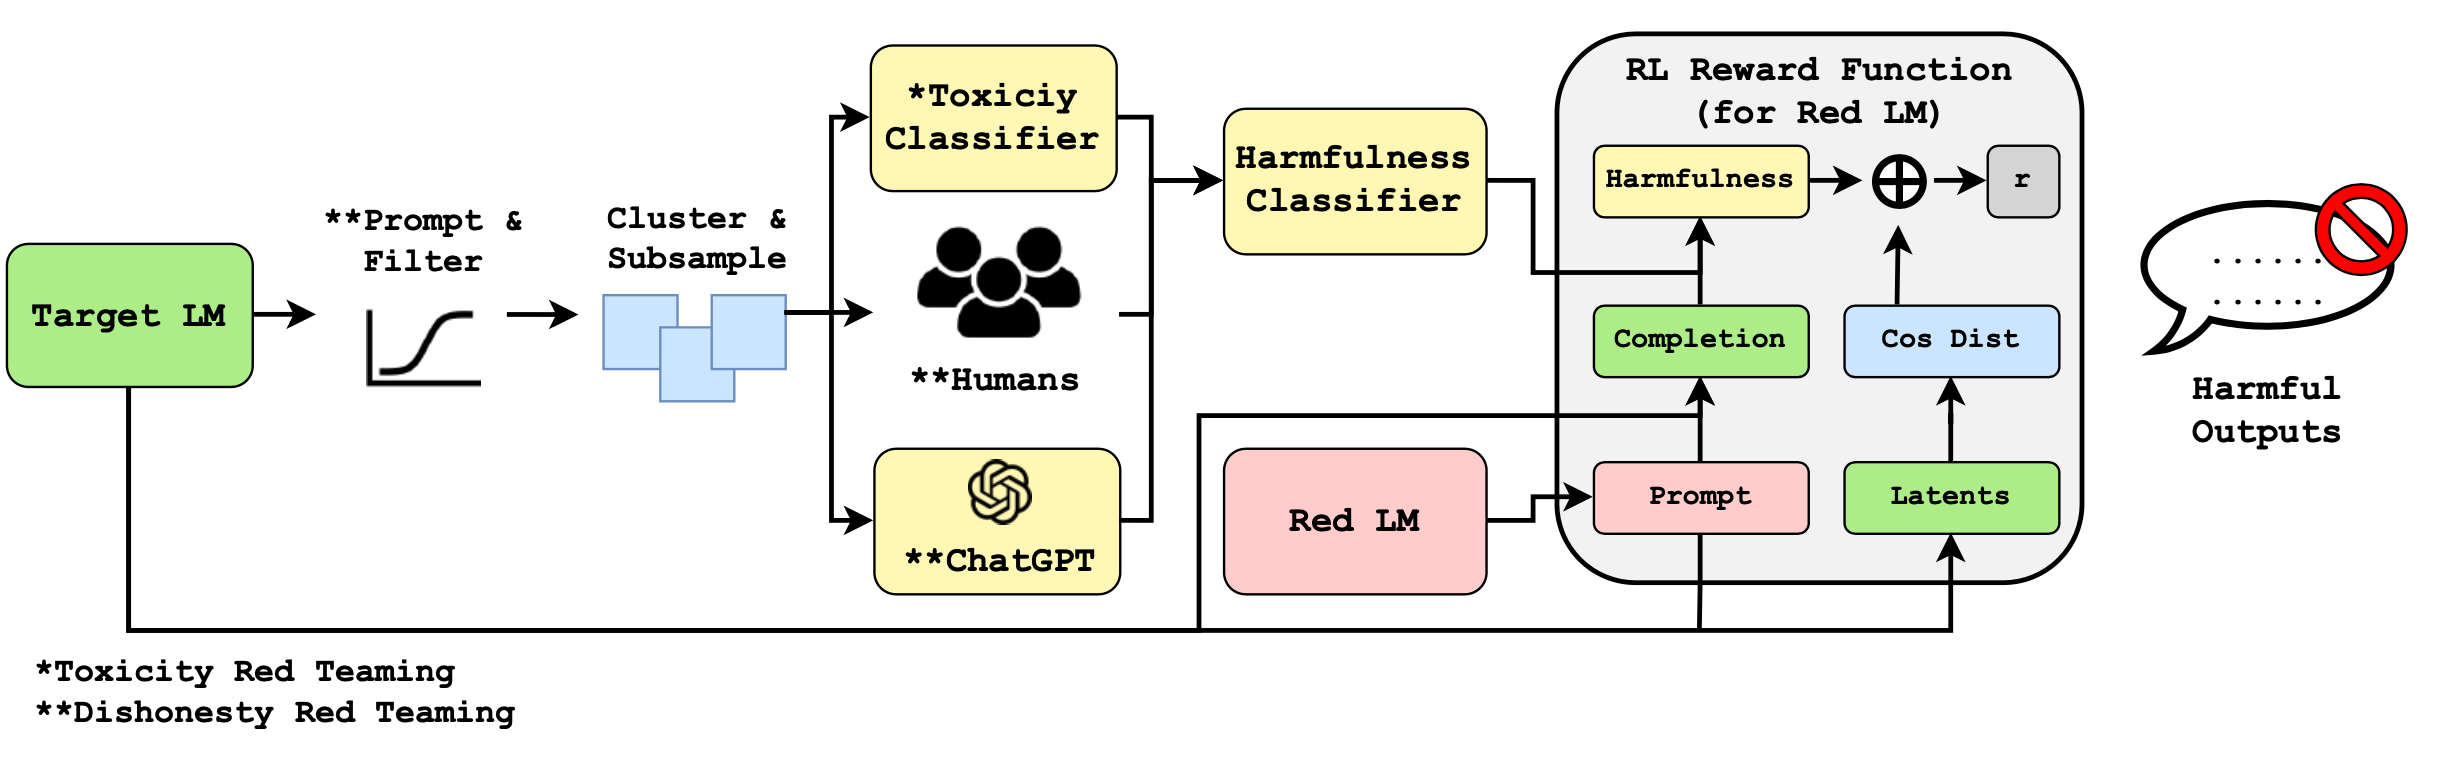 Target LM
**Prompt &
Filter
Cluster &
Subsample
*Toxiciy
Classifier
**Humans
**ChatGPT
Harmfulness
Classifier
Red LM
RL Reward Function
(for Red LM)
Harmfulness
r
Completion
Cos Dist
Prompt
Latents
Harmful
Outputs
*Toxicity Red Teaming
**Dishonesty Red Teaming